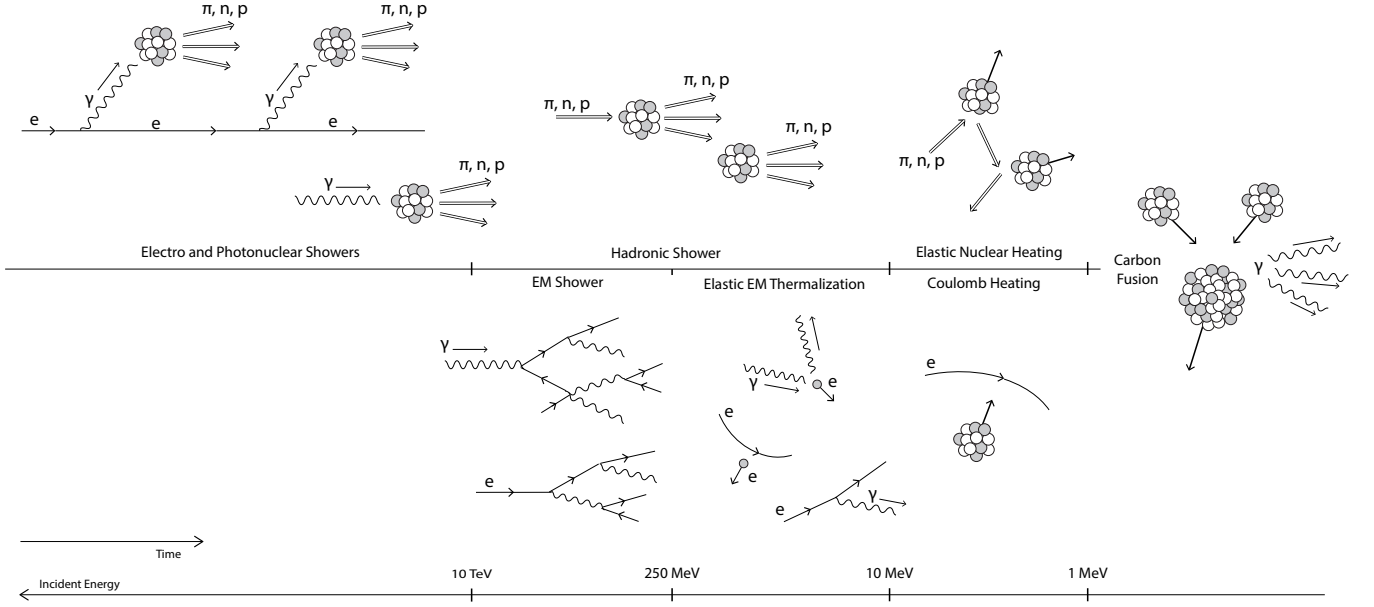 π, n, p
π, n, p
γ
γ
e
e
e
γ
π, n, p
Electro and Photonuclear Showers
π, n, p
π, n, p
π, n, p
Hadronic Shower
π, n, p
Elastic Nuclear Heating
Carbon
Fusion
γ
EM Shower
Elastic EM Thermalization
Coulomb Heating
γ
e
γ
e
e
e
e
γ
e
Time
Incident Energy
10 TeV
250 MeV
10 MeV
1 MeV